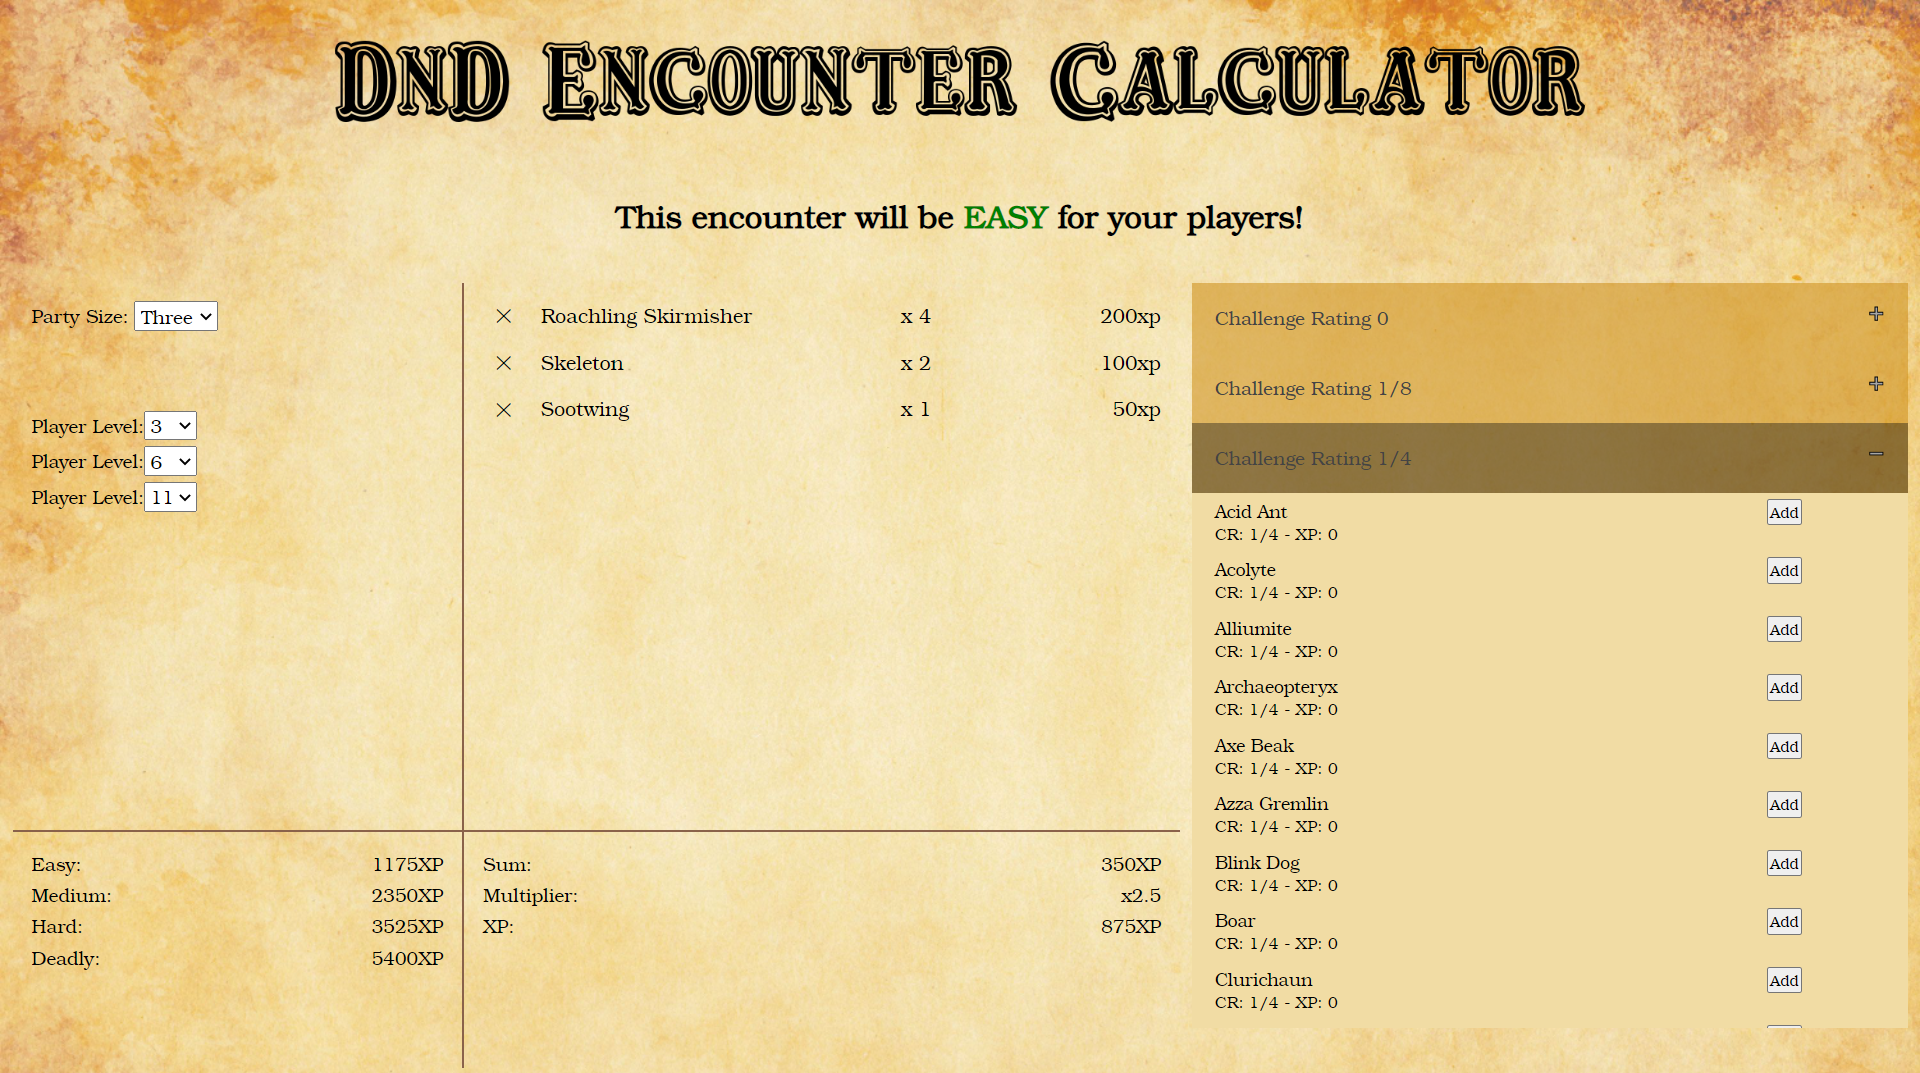 DnD Encounter Calculator
This encounter will be EASY for your players!
Party Size: Three
Player Level: 3
Player Level: 6
Player Level: 11
Roachling Skirmisher x 4 200xp
Skeleton x 2 100xp
Sootwing x 1 50xp
Easy: 1175XP
Medium: 2350XP
Hard: 3525XP
Deadly: 5400XP
Sum: 350XP
Multiplier: x2.5
XP: 875XP
Challenge Rating 0
Challenge Rating 1/8
Challenge Rating 1/4
Acid Ant Add
CR: 1/4 - XP: 0
Acolyte Add
CR: 1/4 - XP: 0
Alliumite Add
CR: 1/4 - XP: 0
Archaeopteryx Add
CR: 1/4 - XP: 0
Axe Beak Add
CR: 1/4 - XP: 0
Azza Gremlin Add
CR: 1/4 - XP: 0
Blink Dog Add
CR: 1/4 - XP: 0
Boar Add
CR: 1/4 - XP: 0
Clurichaun Add
CR: 1/4 - XP: 0